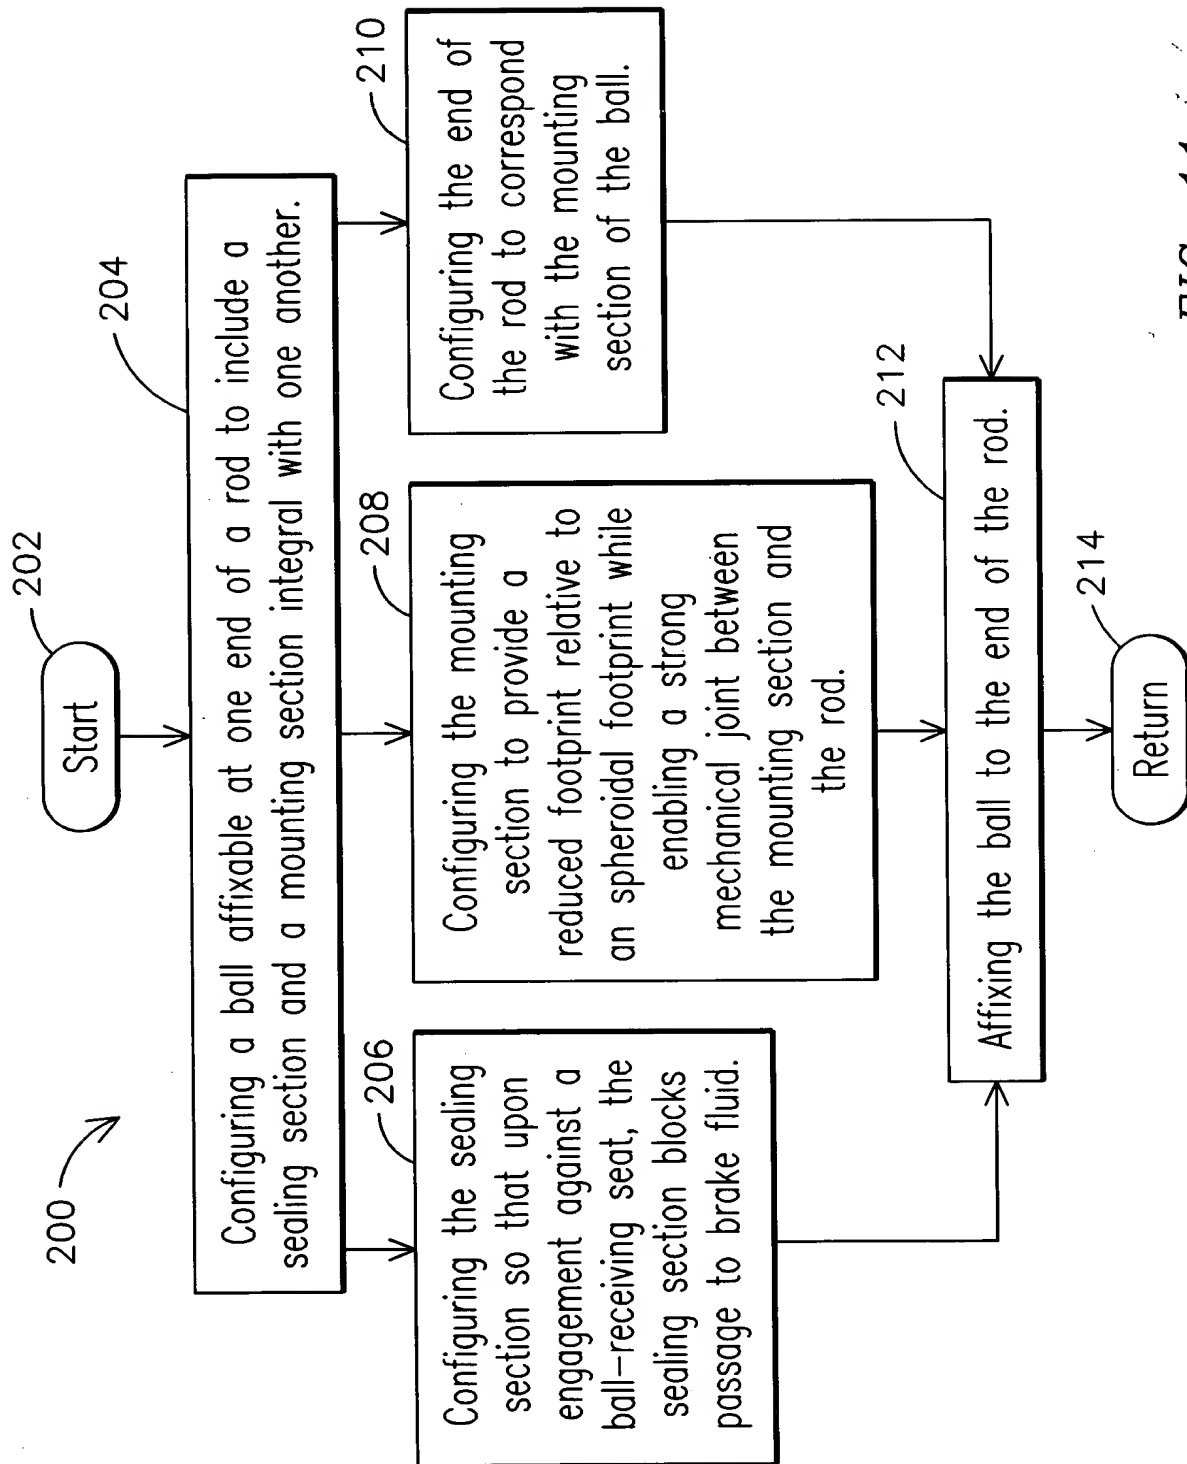 200
202
Start
204
Configuring a ball affixable at one end of a rod to include a
sealing section and a mounting section integral with one another.
206
Configuring the sealing
section so that upon
engagement against a
ball-receiving seat, the
sealing section blocks
passage to brake fluid.
208
Configuring the mounting
section to provide a
reduced footprint relative to
an spheroidal footprint while
enabling a strong
mechanical joint between
the mounting section and
the rod.
210
Configuring the end of
the rod to correspond
with the mounting
section of the ball.
212
Affixing the ball to the end of the rod.
214
Return
FIG.